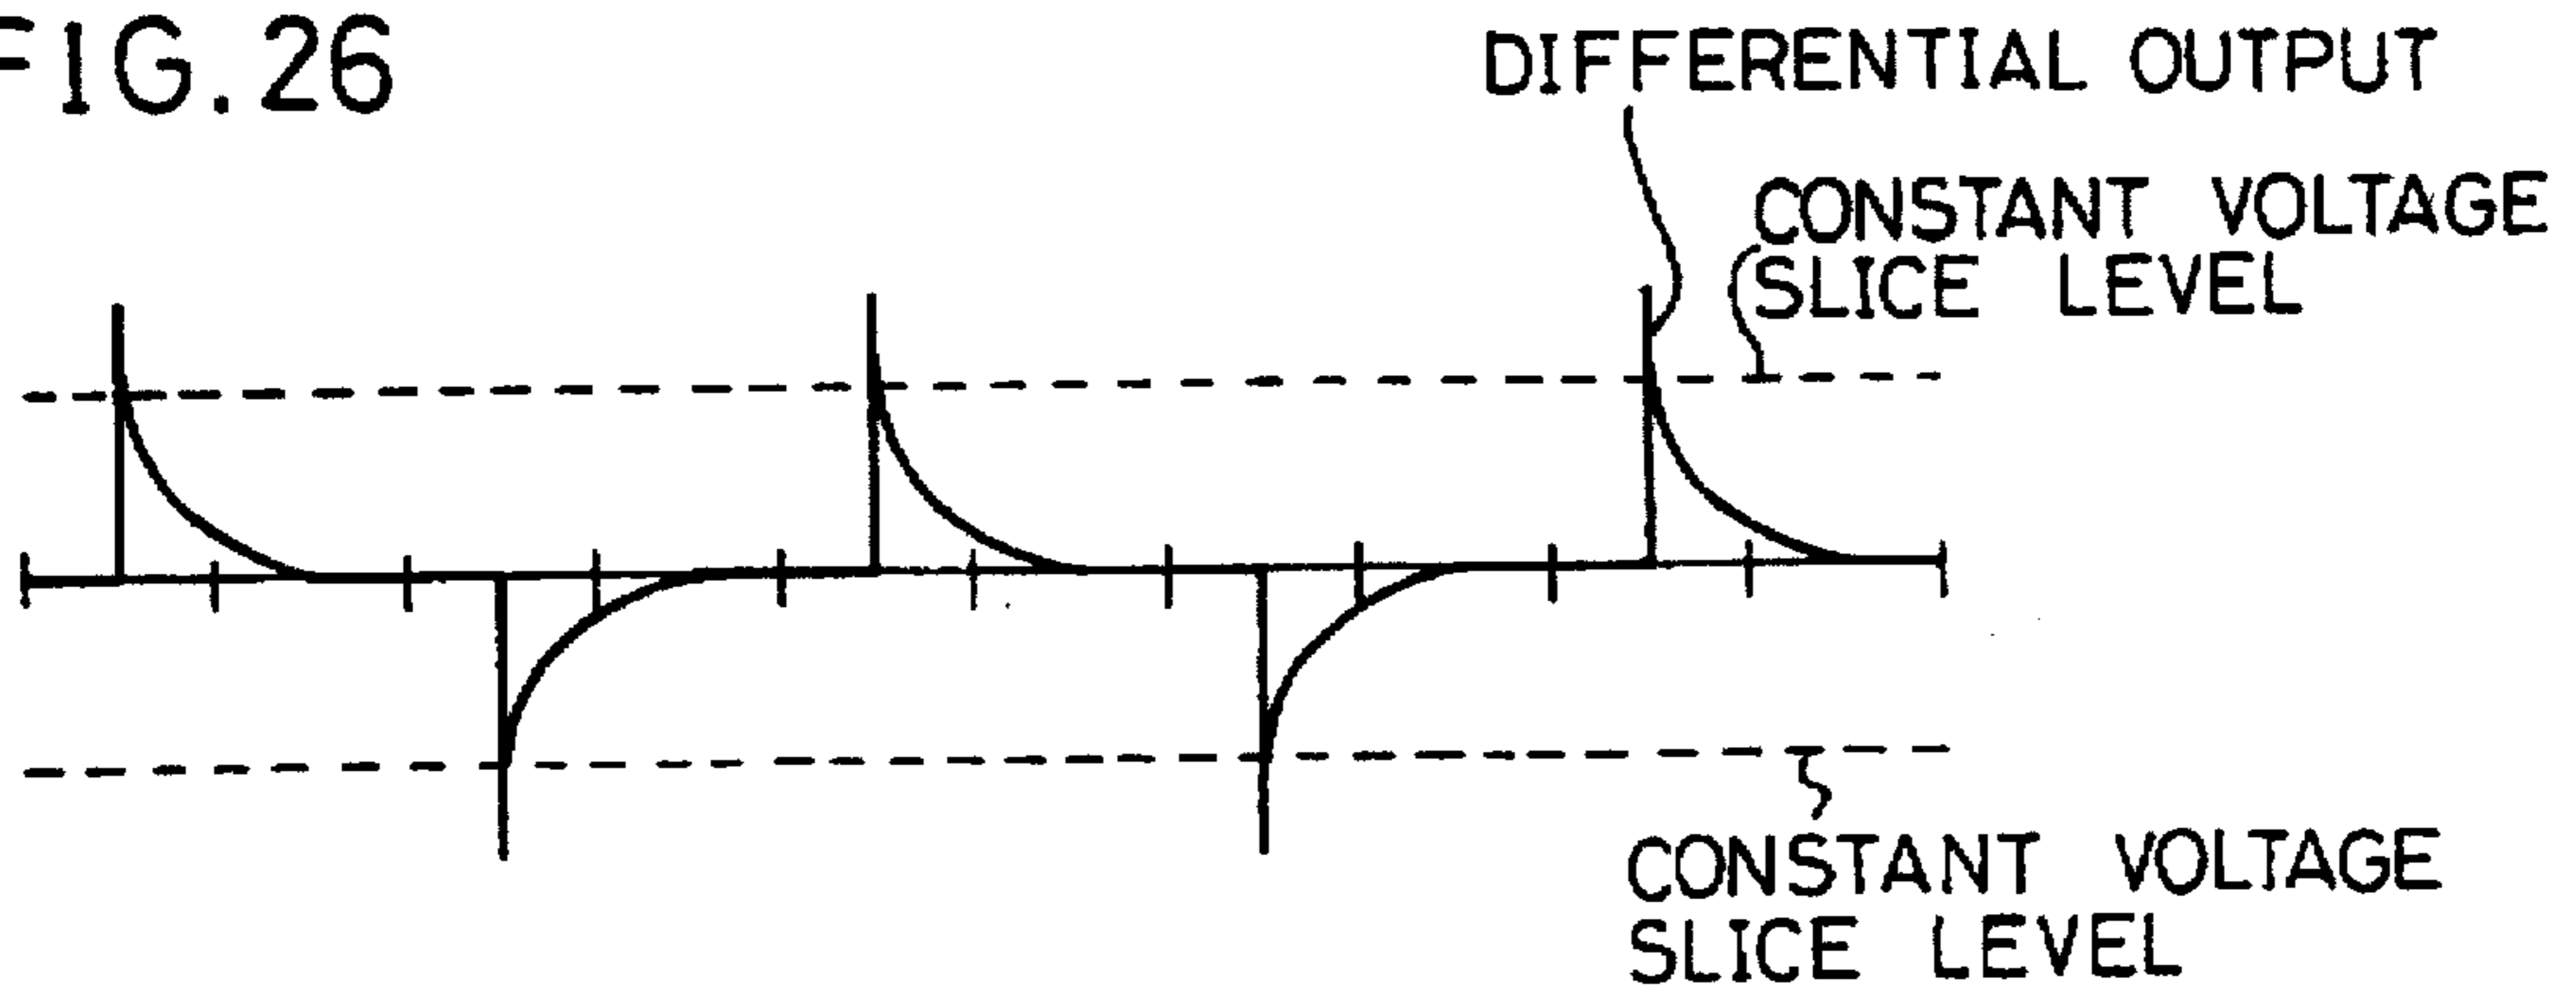 FIG. 26
DIFFERENTIAL OUTPUT
CONSTANT VOLTAGE
SLICE LEVEL
CONSTANT VOLTAGE
SLICE LEVEL